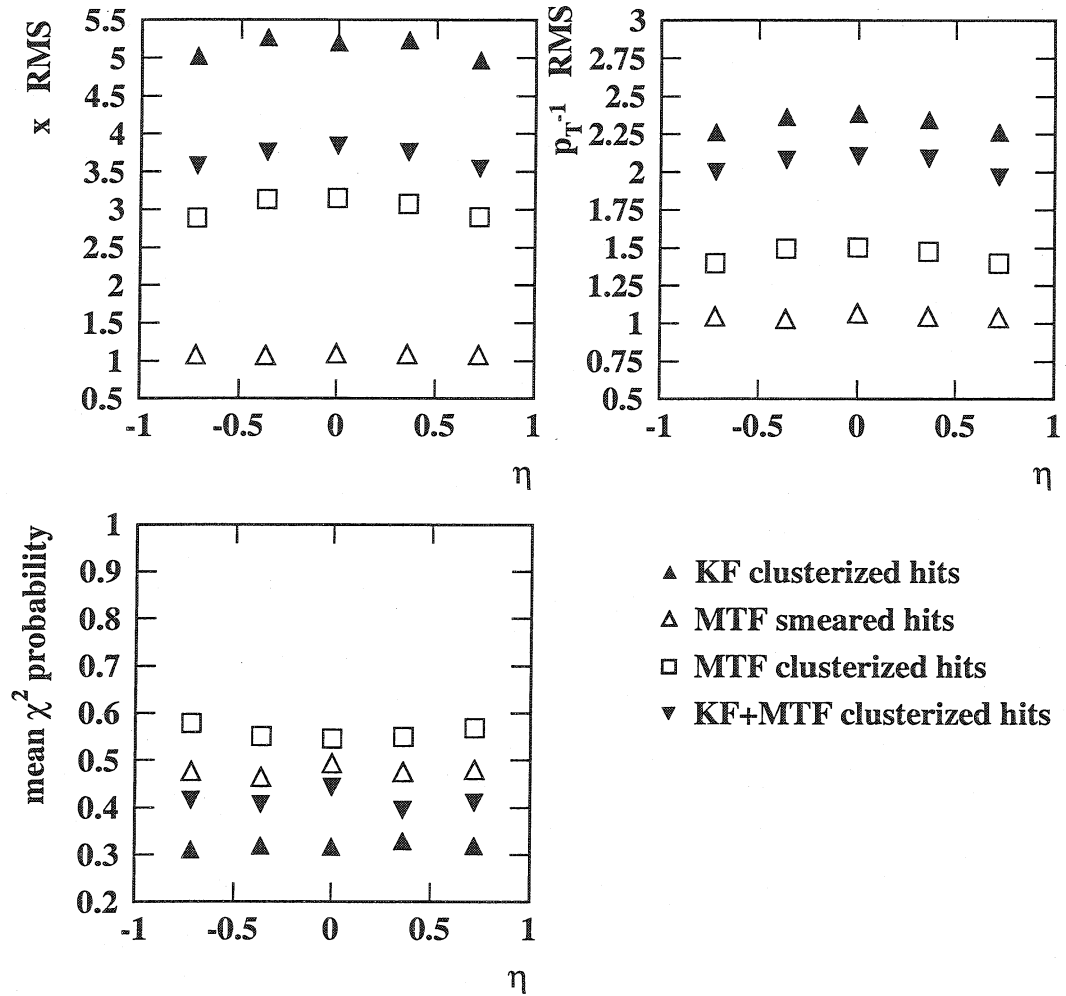 x RMS
5.5
5
4.5
4
3.5
3
2.5
2
1.5
1
0.5
-1 -0.5 0 0.5 1
η
p_T^-1 RMS
3
2.75
2.5
2.25
2
1.75
1.5
1.25
1
0.75
0.5
-1 -0.5 0 0.5 1
η
mean χ² probability
1
0.9
0.8
0.7
0.6
0.5
0.4
0.3
0.2
-1 -0.5 0 0.5 1
η
KF clusterized hits
MTF smeared hits
MTF clusterized hits
KF+MTF clusterized hits